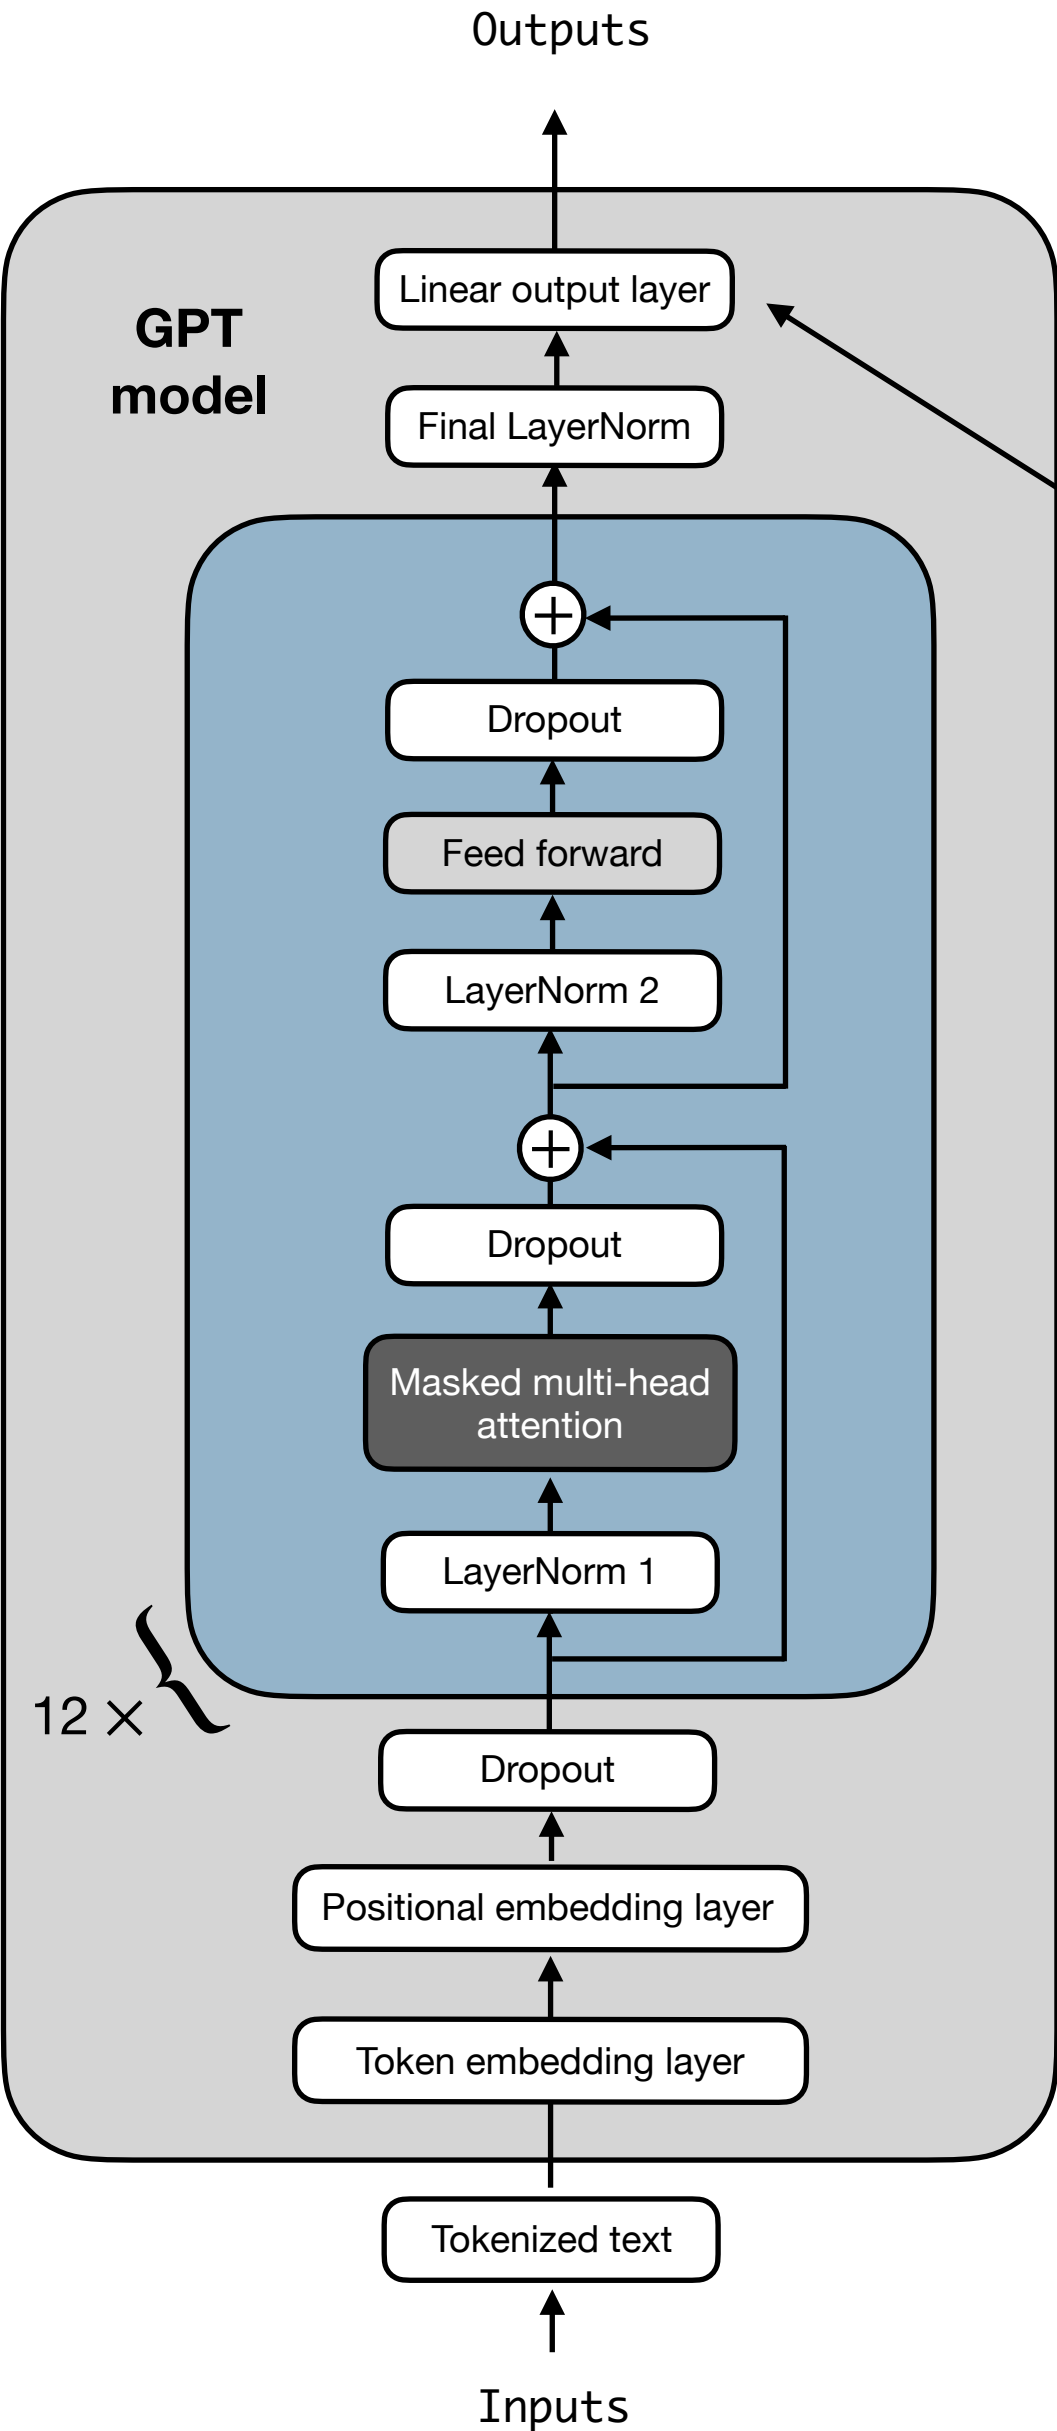 Outputs
Linear output layer
GPT
model
Final LayerNorm
+
Dropout
Feed forward
LayerNorm 2
+
Dropout
Masked multi-head
attention
LayerNorm 1
12 × {
Dropout
Positional embedding layer
Token embedding layer
Tokenized text
Inputs